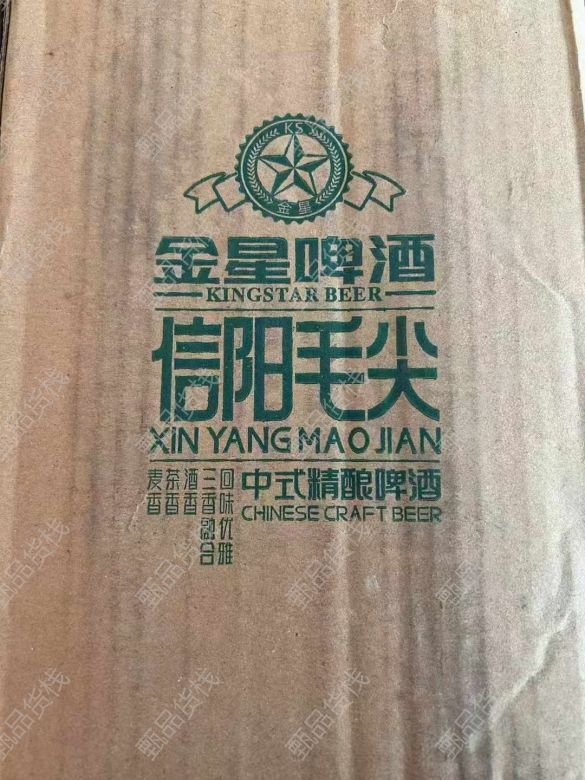 KS
金星
金星啤酒
KINGSTAR BEER
信阳毛尖
XIN YANG MAO JIAN
麦香
茶香
酒香
三香融合
回味优雅
中式精酿啤酒
CHINESE CRAFT BEER
甄品货栈